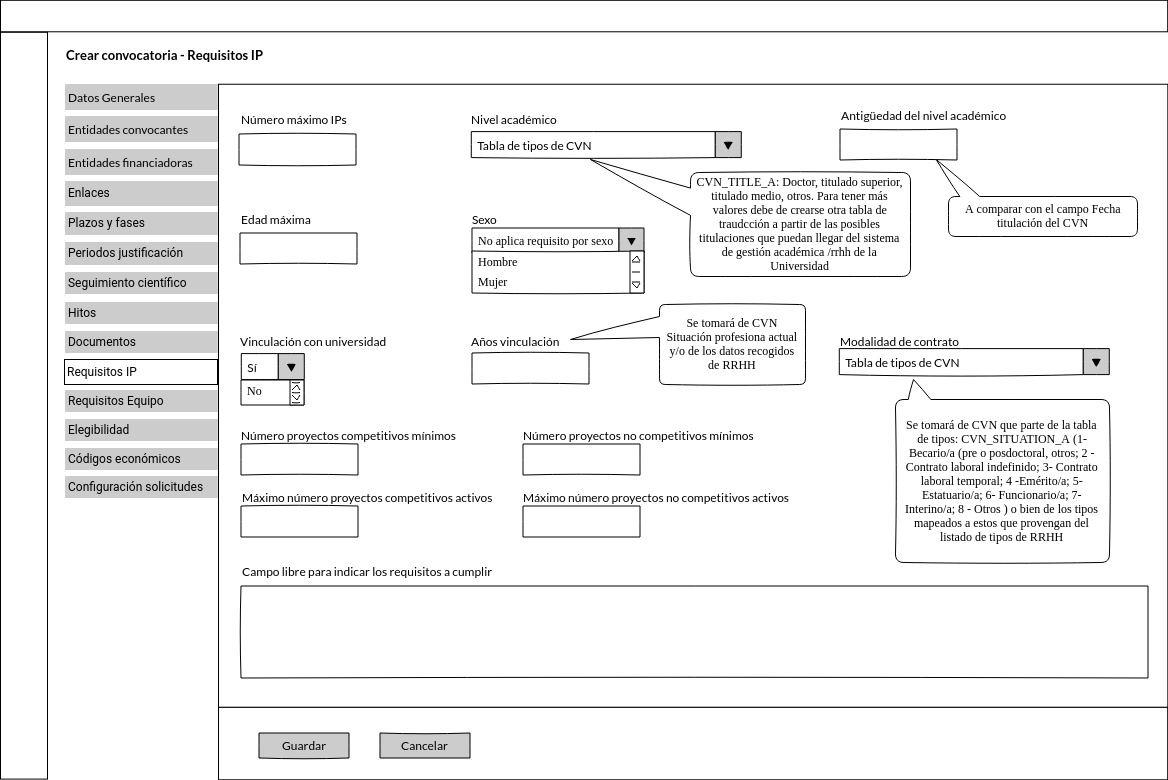 Crear convocatoria - Requisitos IP
Datos Generales
Entidades convocantes
Entidades financiadoras
Enlaces
Plazos y fases
Periodos justificación
Seguimiento científico
Hitos
Documentos
Requisitos IP
Requisitos Equipo
Elegibilidad
Códigos económicos
Configuración solicitudes
Número máximo IPs
Nivel académico
Tabla de tipos de CVN
Antigüedad del nivel académico
CVN_TITLE_A: Doctor, titulado superior,
titulado medio, otros. Para tener más
valores debe de crearse otra tabla de
traudcción a partir de las posibles
titulaciones que puedan llegar del sistema
de gestión académica /rrhh de la
Universidad
A comparar con el campo Fecha
titulación del CVN
Edad máxima
Sexo
No aplica requisito por sexo
Hombre
Mujer
Vinculación con universidad
Sí
No
Años vinculación
Se tomará de CVN
Situación profesiona actual
y/o de los datos recogidos
de RRHH
Modalidad de contrato
Tabla de tipos de CVN
Se tomará de CVN que parte de la tabla
de tipos: CVN_SITUATION_A (1-
Becario/a (pre o posdoctoral, otros; 2 -
Contrato laboral indefinido; 3- Contrato
laboral temporal; 4 -Emérito/a; 5-
Estatuario/a; 6- Funcionario/a; 7-
Interino/a; 8 - Otros ) o bien de los tipos
mapeados a estos que provengan del
listado de tipos de RRHH
Número proyectos competitivos mínimos
Número proyectos no competitivos mínimos
Máximo número proyectos competitivos activos
Máximo número proyectos no competitivos activos
Campo libre para indicar los requisitos a cumplir
Guardar
Cancelar